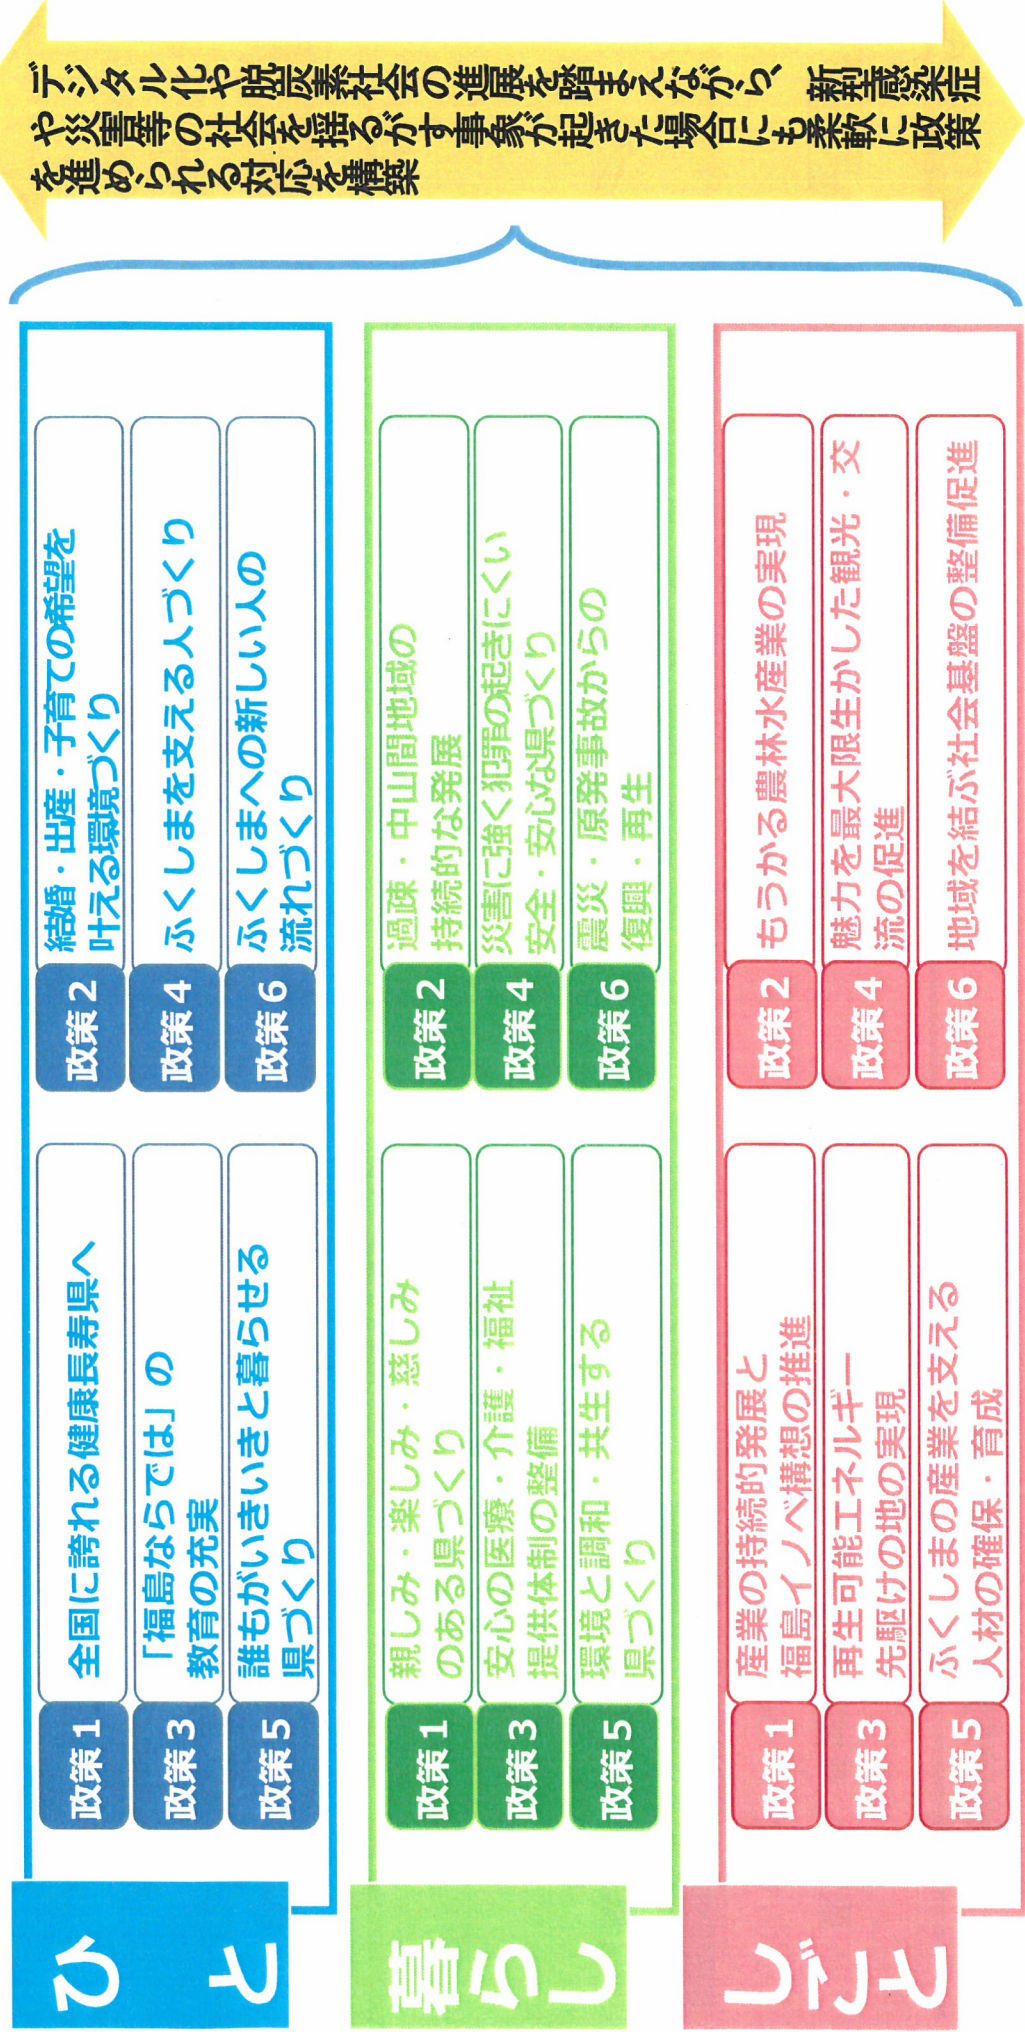 ひと
政策1
全国に誇れる健康長寿県へ
政策2
結婚・出産・子育ての希望を
叶える環境づくり
政策3
「福島ならでは」の
教育の充実
政策4
ふくしまを支える人づくり
政策5
誰もがいきいきと暮らせる
県づくり
政策6
ふくしまへの新しい人の
流れづくり
暮らし
政策1
親しみ・楽しみ・慈しみ
のある県づくり
政策2
過疎・中山間地域の
持続的な発展
政策3
安心の医療・介護・福祉
提供体制の整備
政策4
災害に強く犯罪の起きにくい
安全・安心な県づくり
政策5
環境と調和・共生する
県づくり
政策6
震災・原発事故からの
復興・再生
しごと
政策1
産業の持続的発展と
福島イノベ構想の推進
政策2
もうかる農林水産業の実現
政策3
再生可能エネルギー
先駆けの地の実現
政策4
魅力を最大限生かした観光・交
流の促進
政策5
ふくしまの産業を支える
人材の確保・育成
政策6
地域を結ぶ社会基盤の整備促進
デジタル化や脱炭素社会の進展を踏まえながら、新型感染症
や災害等の社会を揺るがす事象が起きた場合にも柔軟に政策
を進められる対応を構築